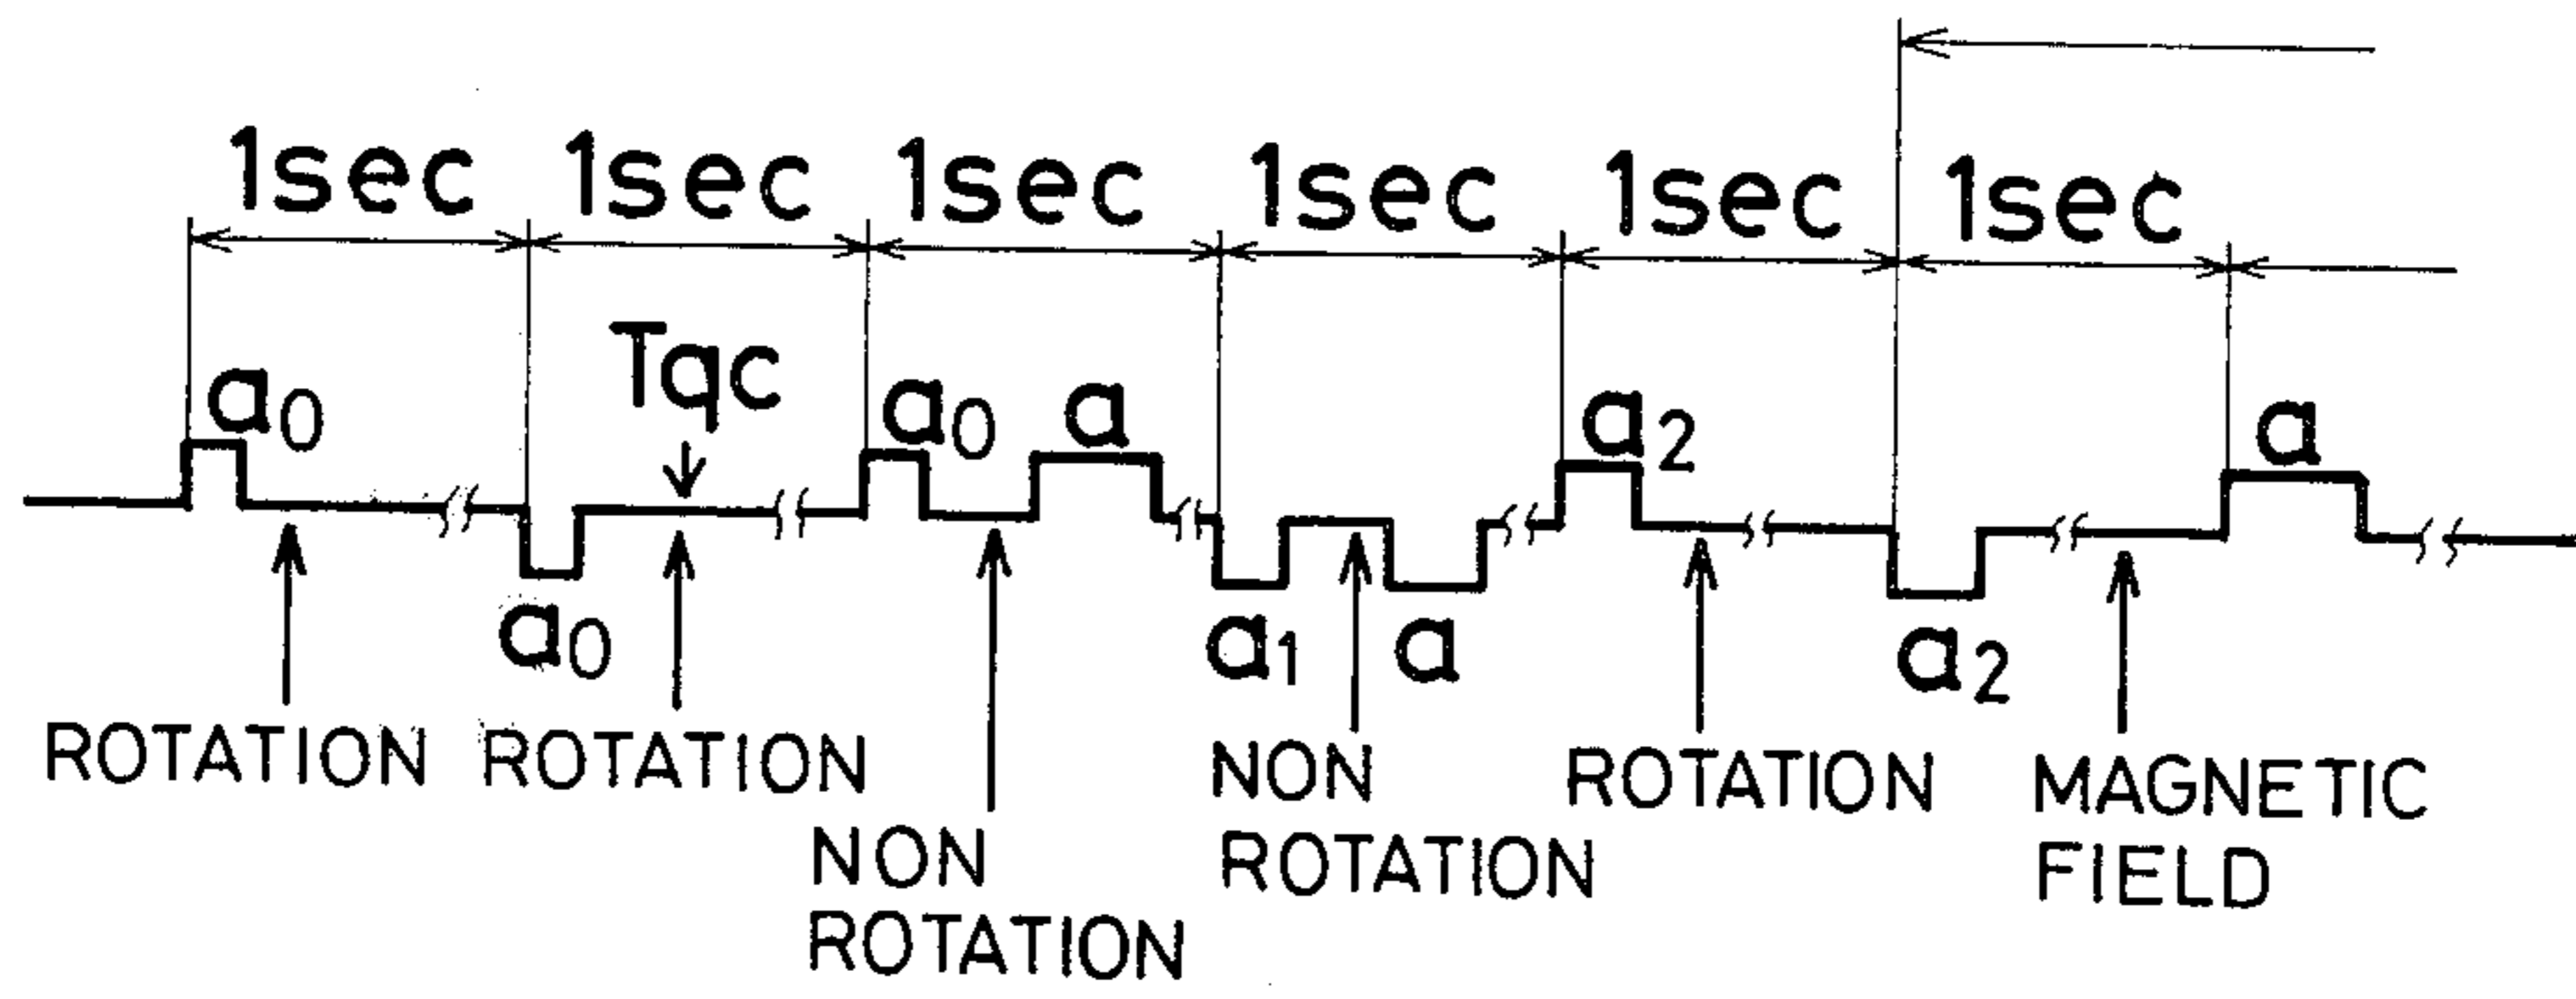 1sec 1sec 1sec 1sec 1sec 1sec
Tqc
a0 a0 a a2 a
a0 a1 a a2
ROTATION ROTATION NON ROTATION NON ROTATION ROTATION MAGNETIC FIELD